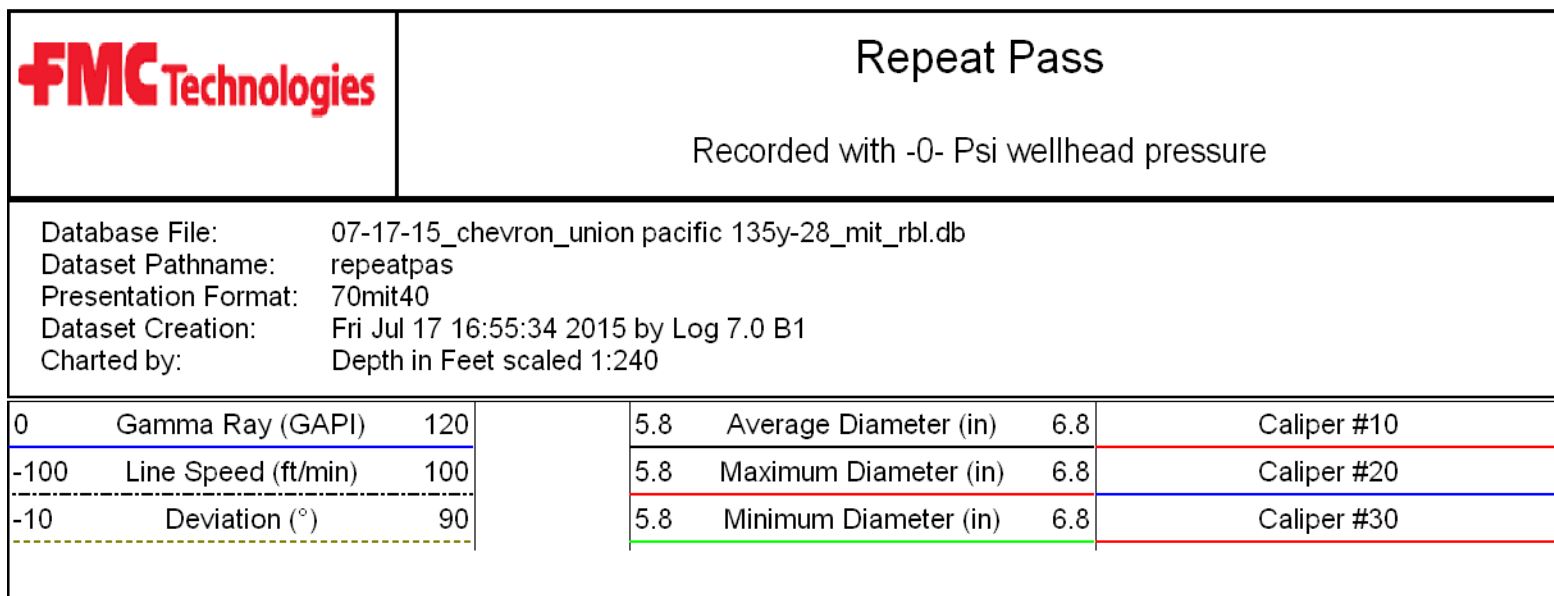 FMC Technologies
Repeat Pass
Recorded with -0- Psi wellhead pressure
Database File: 07-17-15_chevron_union pacific 135y-28_mit_rbl.db
Dataset Pathname: repeatpas
Presentation Format: 70mit40
Dataset Creation: Fri Jul 17 16:55:34 2015 by Log 7.0 B1
Charted by: Depth in Feet scaled 1:240
0 Gamma Ray (GAPI) 120 5.8 Average Diameter (in) 6.8 Caliper #10
-100 Line Speed (ft/min) 100 5.8 Maximum Diameter (in) 6.8 Caliper #20
-10 Deviation (°) 90 5.8 Minimum Diameter (in) 6.8 Caliper #30